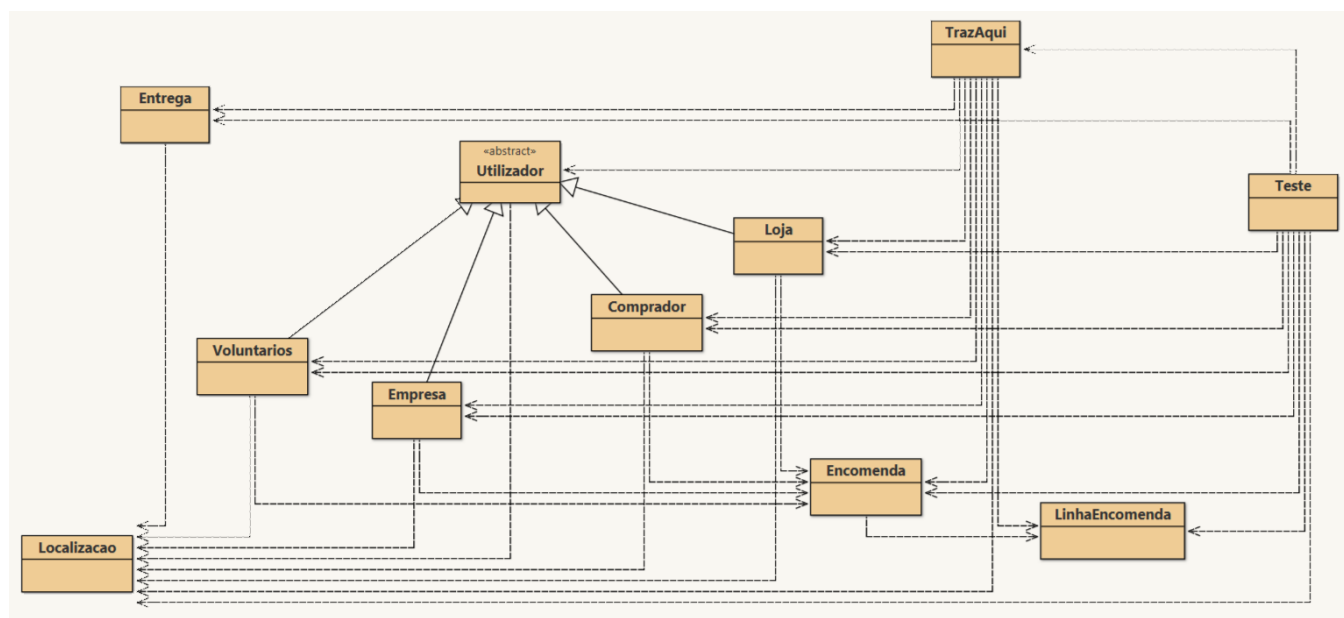 TrazAqui
Entrega
«abstract»
Utilizador
Teste
Loja
Comprador
Voluntarios
Empresa
Encomenda
LinhaEncomenda
Localizacao